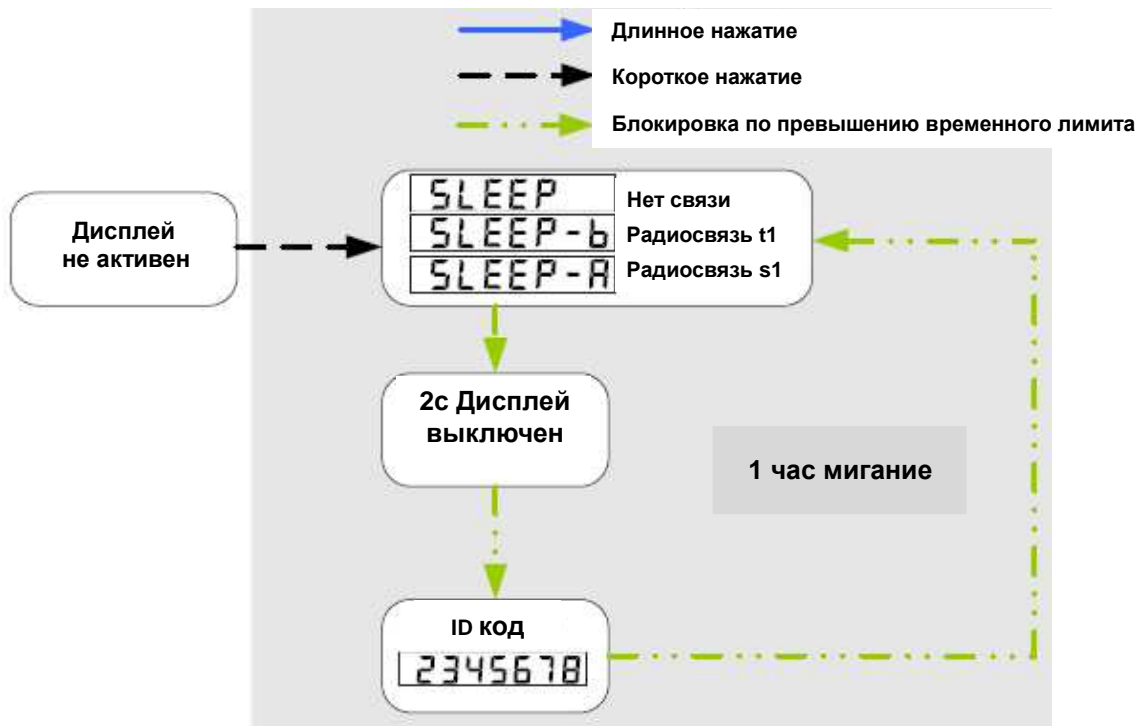 Длинное нажатие
Короткое нажатие
Блокировка по превышению временного лимита
Дисплей
не активен
SLEEP Нет связи
SLEEP-b Радиосвязь t1
SLEEP-A Радиосвязь s1
2с Дисплей
выключен
1 час мигание
ID код
2345678